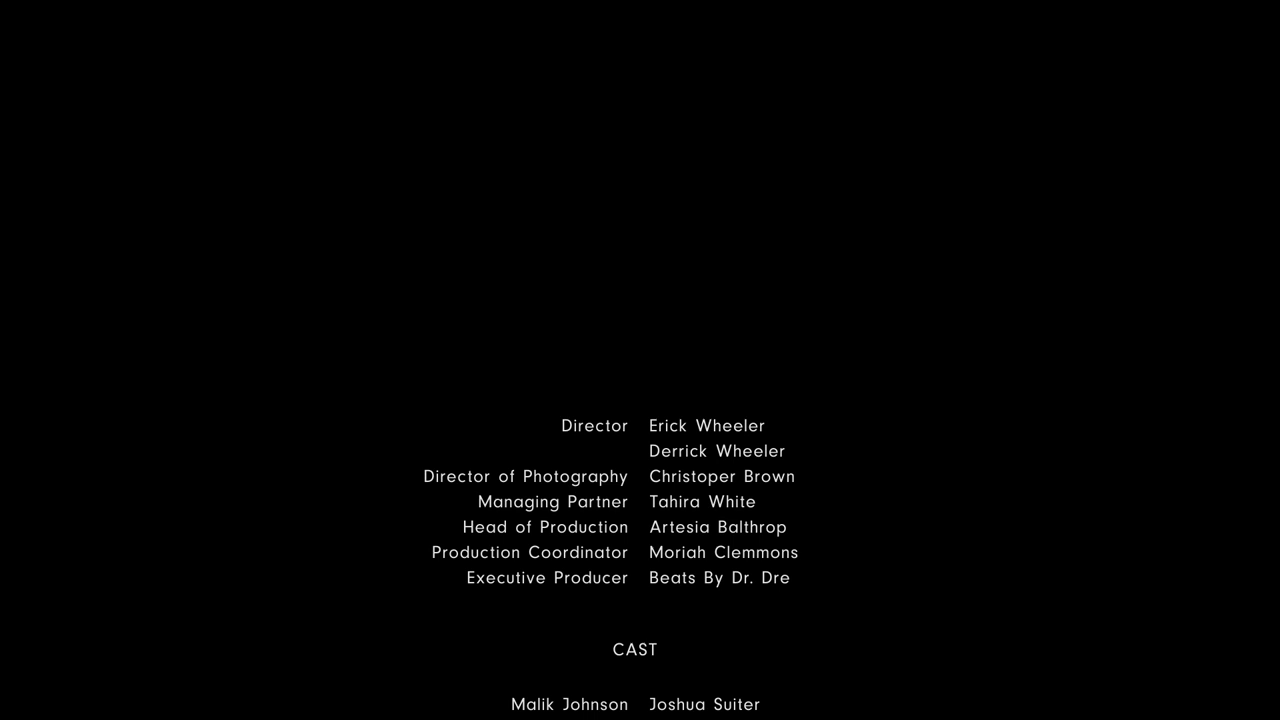 Director Erick Wheeler
Derrick Wheeler
Director of Photography Christoper Brown
Managing Partner Tahira White
Head of Production Artesia Balthrop
Production Coordinator Moriah Clemmons
Executive Producer Beats By Dr. Dre
CAST
Malik Johnson Joshua Suiter